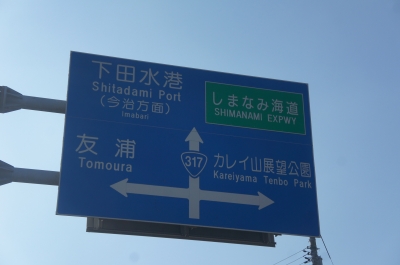 下田水港
Shitadami Port
(今治方面)
Imabari
しまなみ海道
SHIMANAMI EXPWY
友浦
Tomoura
317
カレイ山展望公園
Kareiyama Tenbo Park